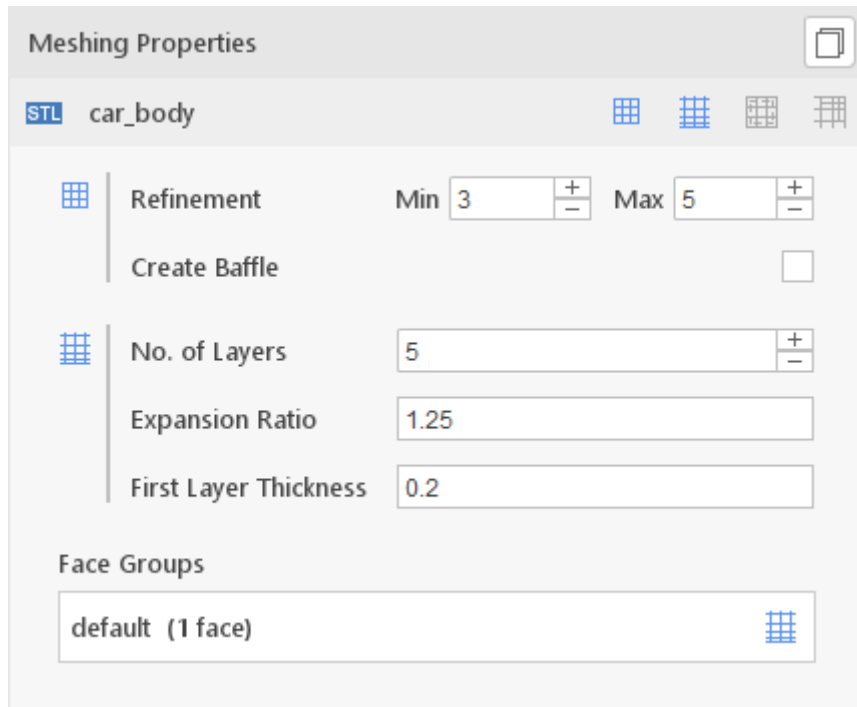 Meshing Properties
STL car_body
Refinement Min 3 + − Max 5 + −
Create Baffle
No. of Layers 5 + −
Expansion Ratio 1.25
First Layer Thickness 0.2
Face Groups
default (1 face)